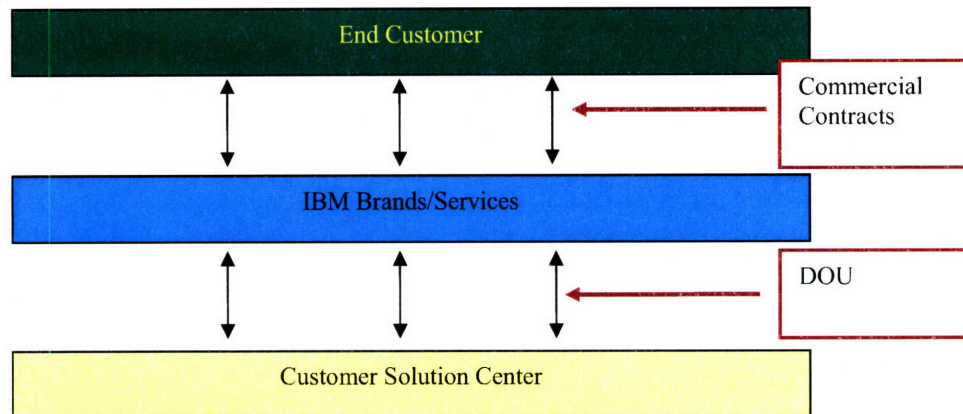 End Customer
Commercial
Contracts
IBM Brands/Services
DOU
Customer Solution Center